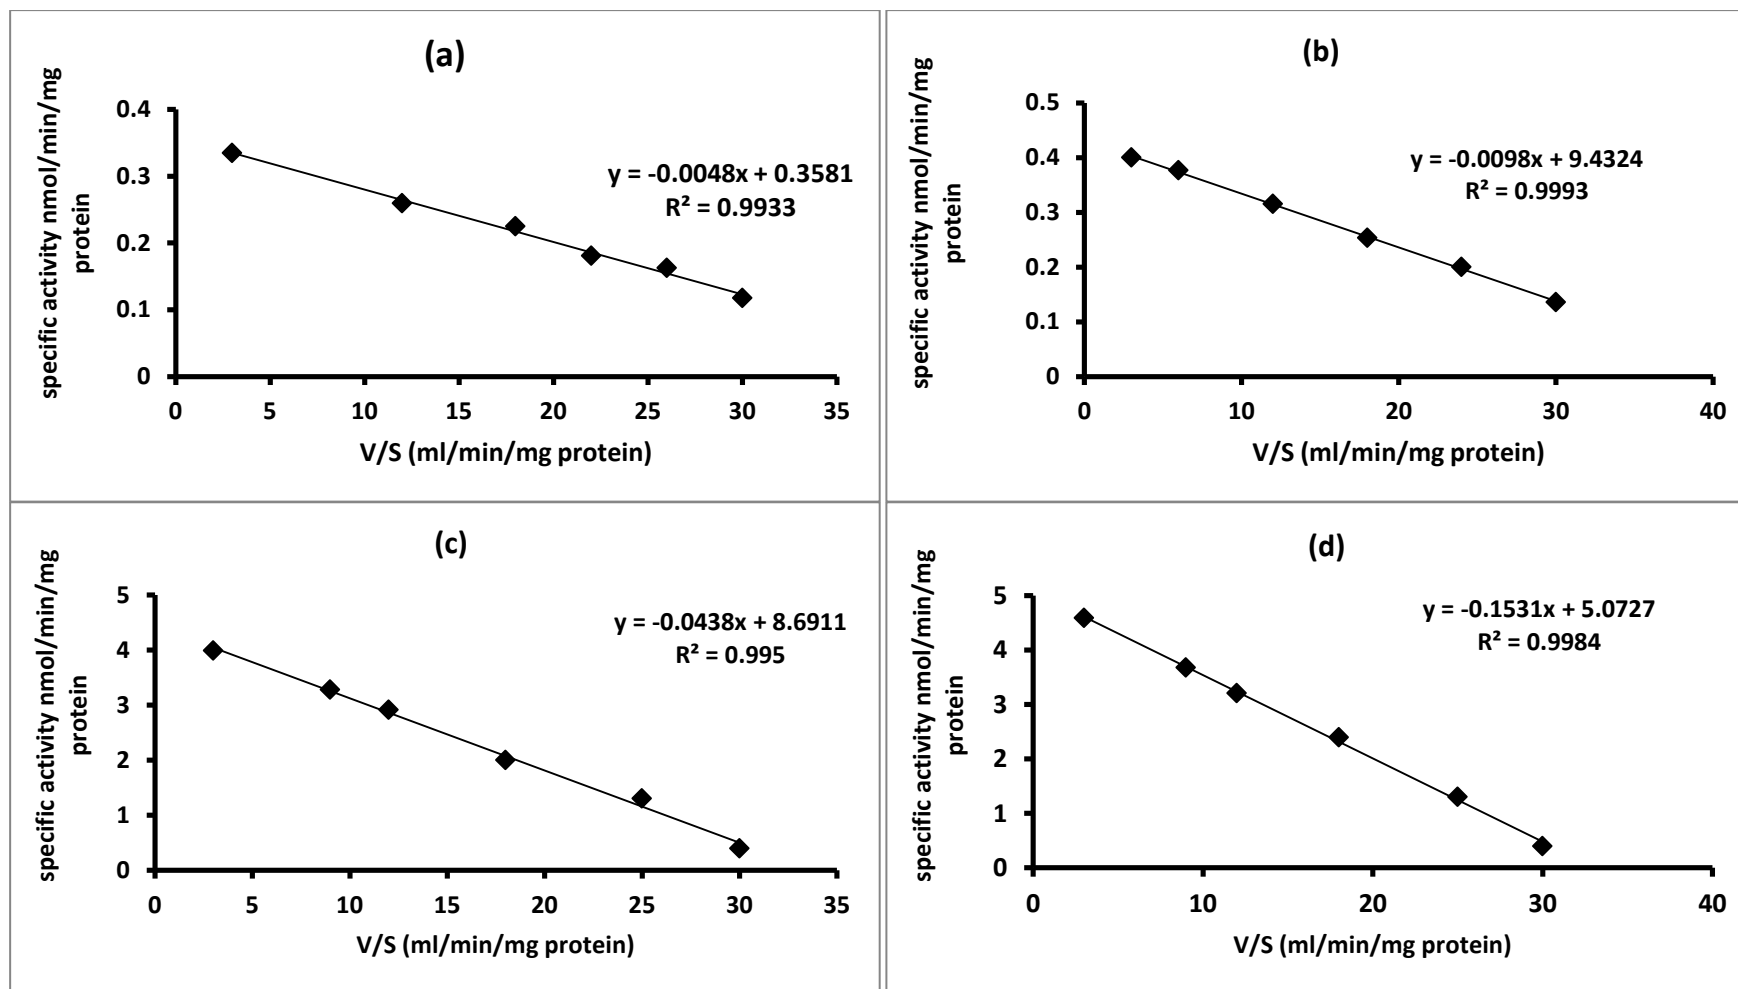 (a)
specific activity nmol/min/mg
protein
0.4
0.3
0.2
0.1
0
y = -0.0048x + 0.3581
R² = 0.9933
0 5 10 15 20 25 30 35
V/S (ml/min/mg protein)
(b)
specific activity nmol/min/mg
protein
0.5
0.4
0.3
0.2
0.1
0
y = -0.0098x + 9.4324
R² = 0.9993
0 10 20 30 40
V/S (ml/min/mg protein)
(c)
specific activity nmol/min/mg
protein
5
4
3
2
1
0
y = -0.0438x + 8.6911
R² = 0.995
0 5 10 15 20 25 30 35
V/S (ml/min/mg protein)
(d)
specific activity nmol/min/mg
protein
5
4
3
2
1
0
y = -0.1531x + 5.0727
R² = 0.9984
0 10 20 30 40
V/S (ml/min/mg protein)